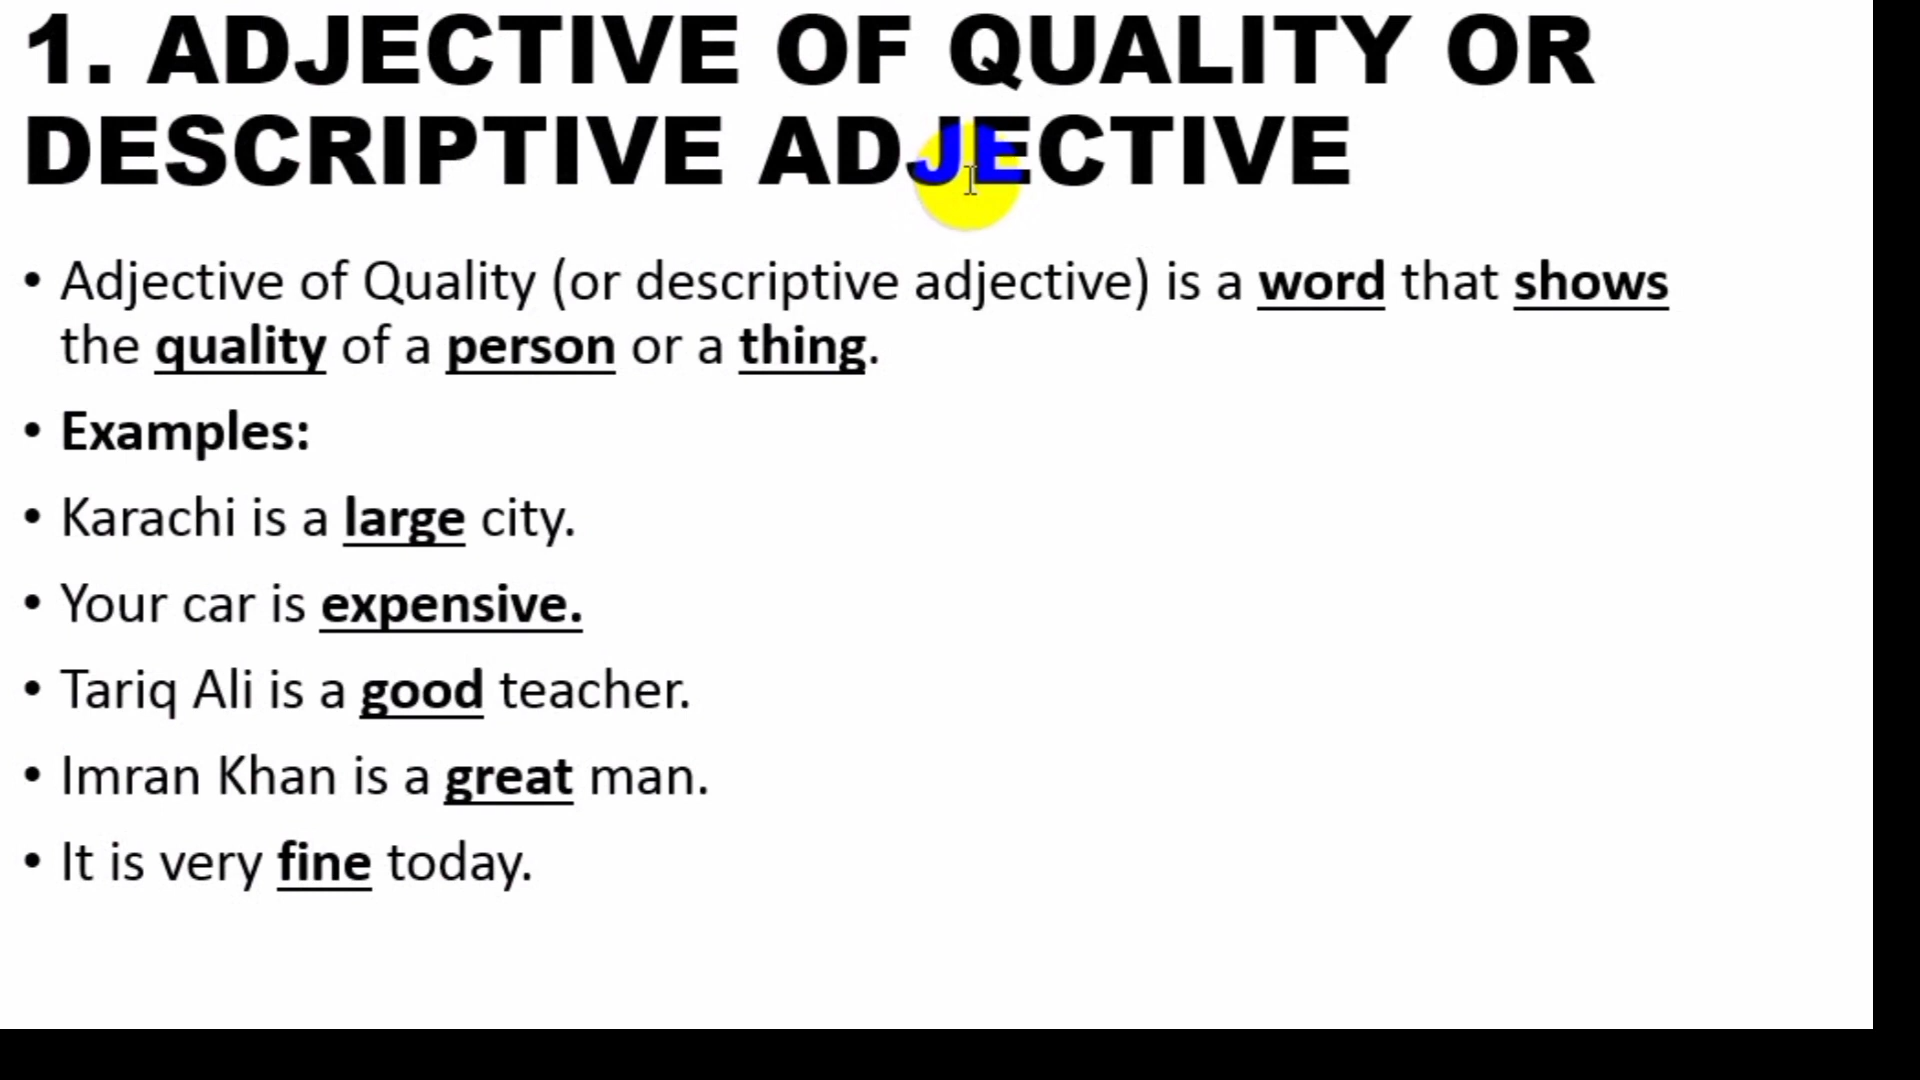 1. ADJECTIVE OF QUALITY OR
DESCRIPTIVE ADJECTIVE
• Adjective of Quality (or descriptive adjective) is a word that shows
the quality of a person or a thing.
• Examples:
• Karachi is a large city.
• Your car is expensive.
• Tariq Ali is a good teacher.
• Imran Khan is a great man.
• It is very fine today.